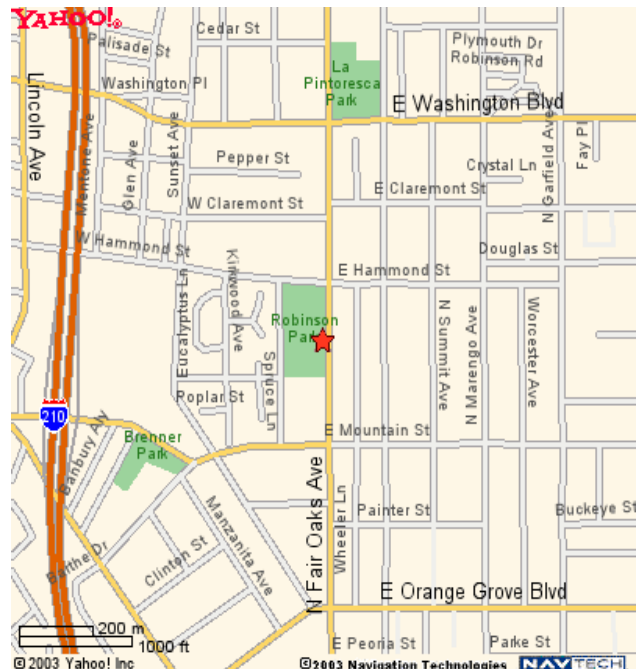 YAHOO!®
Cedar St
Palisade St
Plymouth Dr
Robinson Rd
La
Pintoresca
Park
Washington Pl
E Washington Blvd
Lincoln Ave
Mentone Ave
Glen Ave
Sunset Ave
Pepper St
Crystal Ln
N Garfield Ave
Fay Pl
E Claremont St
W Claremont St
W Hammond St
Douglas St
E Hammond St
Eucalyptus Ln
Kirkwood Ave
Spruce Ln
Robinson
Park
N Summit Ave
N Marengo Ave
Worcester Ave
Poplar St
210
Banbury Aly
Brenner
Park
E Mountain St
N Fair Oaks Ave
Wheeler Ln
Painter St
Buckeye St
Manzanita Ave
Clinton St
Baithe Dr
E Orange Grove Blvd
200 m
1000 ft
E Peoria St
Parke St
©2003 Yahoo! Inc
©2003 Navigation Technologies
NAVTECH